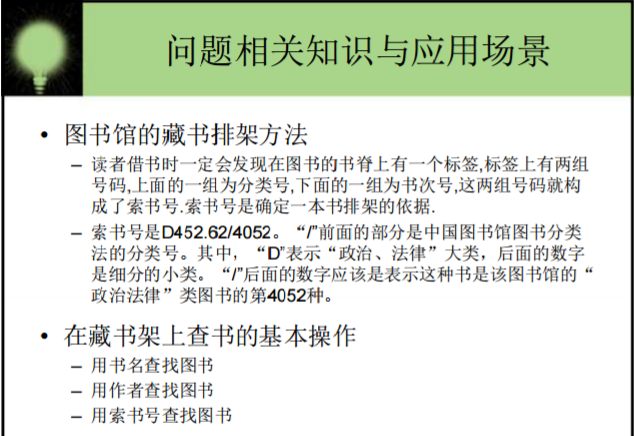 问题相关知识与应用场景
• 图书馆的藏书排架方法
– 读者借书时一定会发现在图书的书脊上有一个标签,标签上有两组
号码,上面的一组为分类号,下面的一组为书次号,这两组号码就构
成了索书号.索书号是确定一本书排架的依据.
– 索书号是D452.62/4052。“/”前面的部分是中国图书馆图书分类
法的分类号。其中，“D”表示“政治、法律”大类，后面的数字
是细分的小类。“/”后面的数字应该是表示这种书是该图书馆的“
政治法律”类图书的第4052种。
• 在藏书架上查书的基本操作
– 用书名查找图书
– 用作者查找图书
– 用索书号查找图书